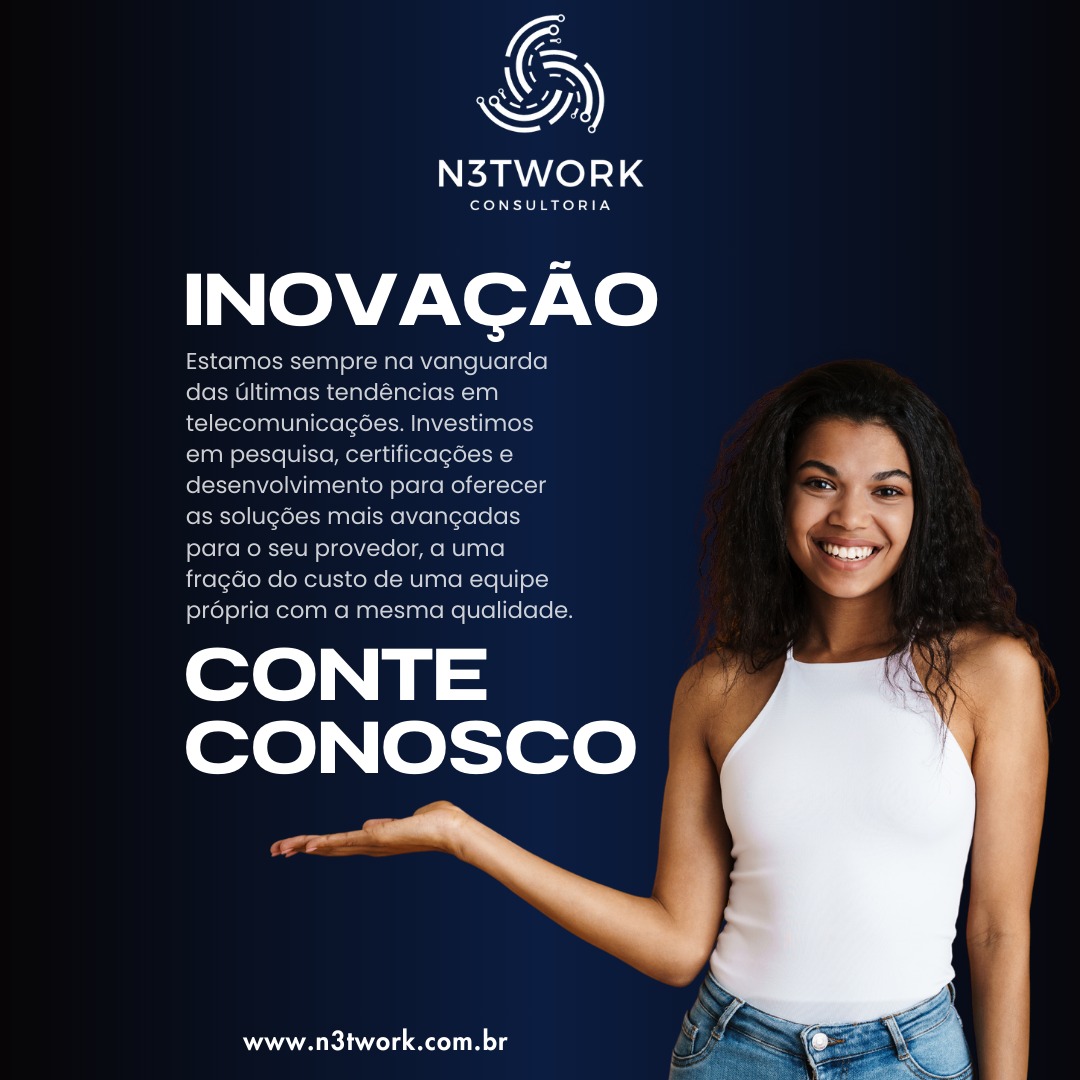 N3TWORK
CONSULTORIA
INOVAÇÃO
Estamos sempre na vanguarda
das últimas tendências em
telecomunicações. Investimos
em pesquisa, certificações e
desenvolvimento para oferecer
as soluções mais avançadas
para o seu provedor, a uma
fração do custo de uma equipe
própria com a mesma qualidade.
CONTE
CONOSCO
www.n3twork.com.br